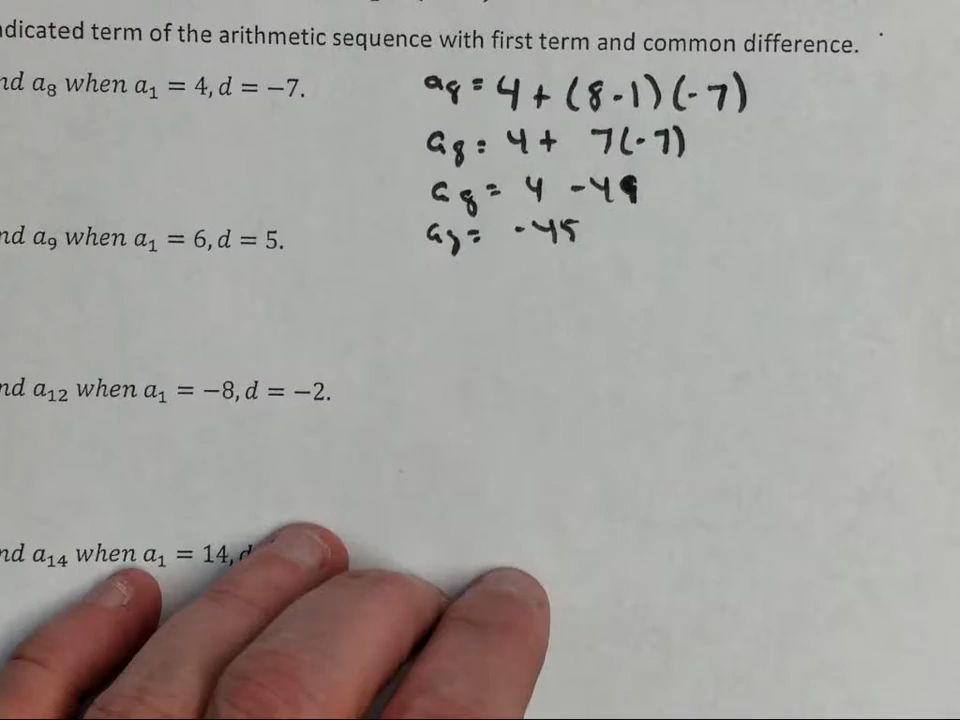 dicated term of the arithmetic sequence with first term and common difference.
nd a₈ when a₁ = 4, d = −7.
a₈ = 4 + (8 - 1)(-7)
a₈ = 4 + 7(-7)
a₈ = 4 - 49
a₈ = -45
nd a₉ when a₁ = 6, d = 5.
nd a₁₂ when a₁ = −8, d = −2.
nd a₁₄ when a₁ = 14, d